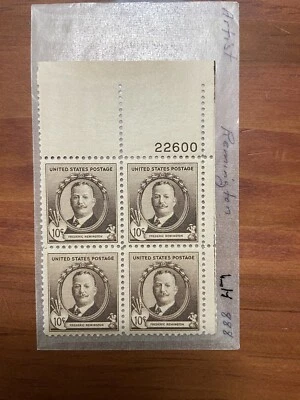 22600
UNITED STATES POSTAGE
10¢
FREDERIC REMINGTON
UNITED STATES POSTAGE
10¢
FREDERIC REMINGTON
UNITED STATES POSTAGE
10¢
FREDERIC REMINGTON
UNITED STATES POSTAGE
10¢
FREDERIC REMINGTON
Artist Remington 888